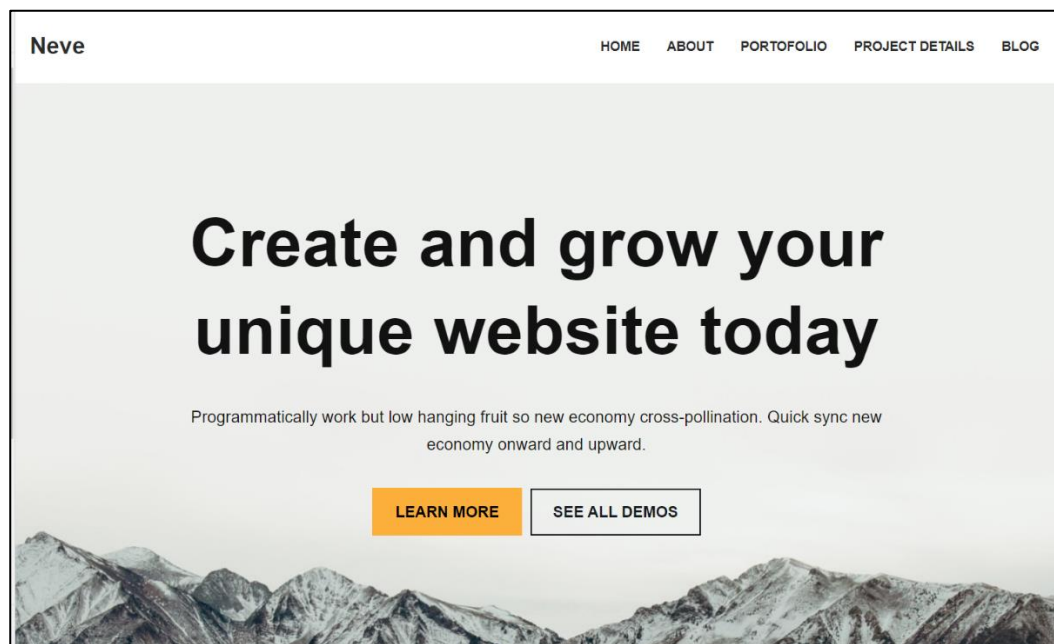 Neve
HOME ABOUT PORTOFOLIO PROJECT DETAILS BLOG
Create and grow your
unique website today
Programmatically work but low hanging fruit so new economy cross-pollination. Quick sync new
economy onward and upward.
LEARN MORE
SEE ALL DEMOS